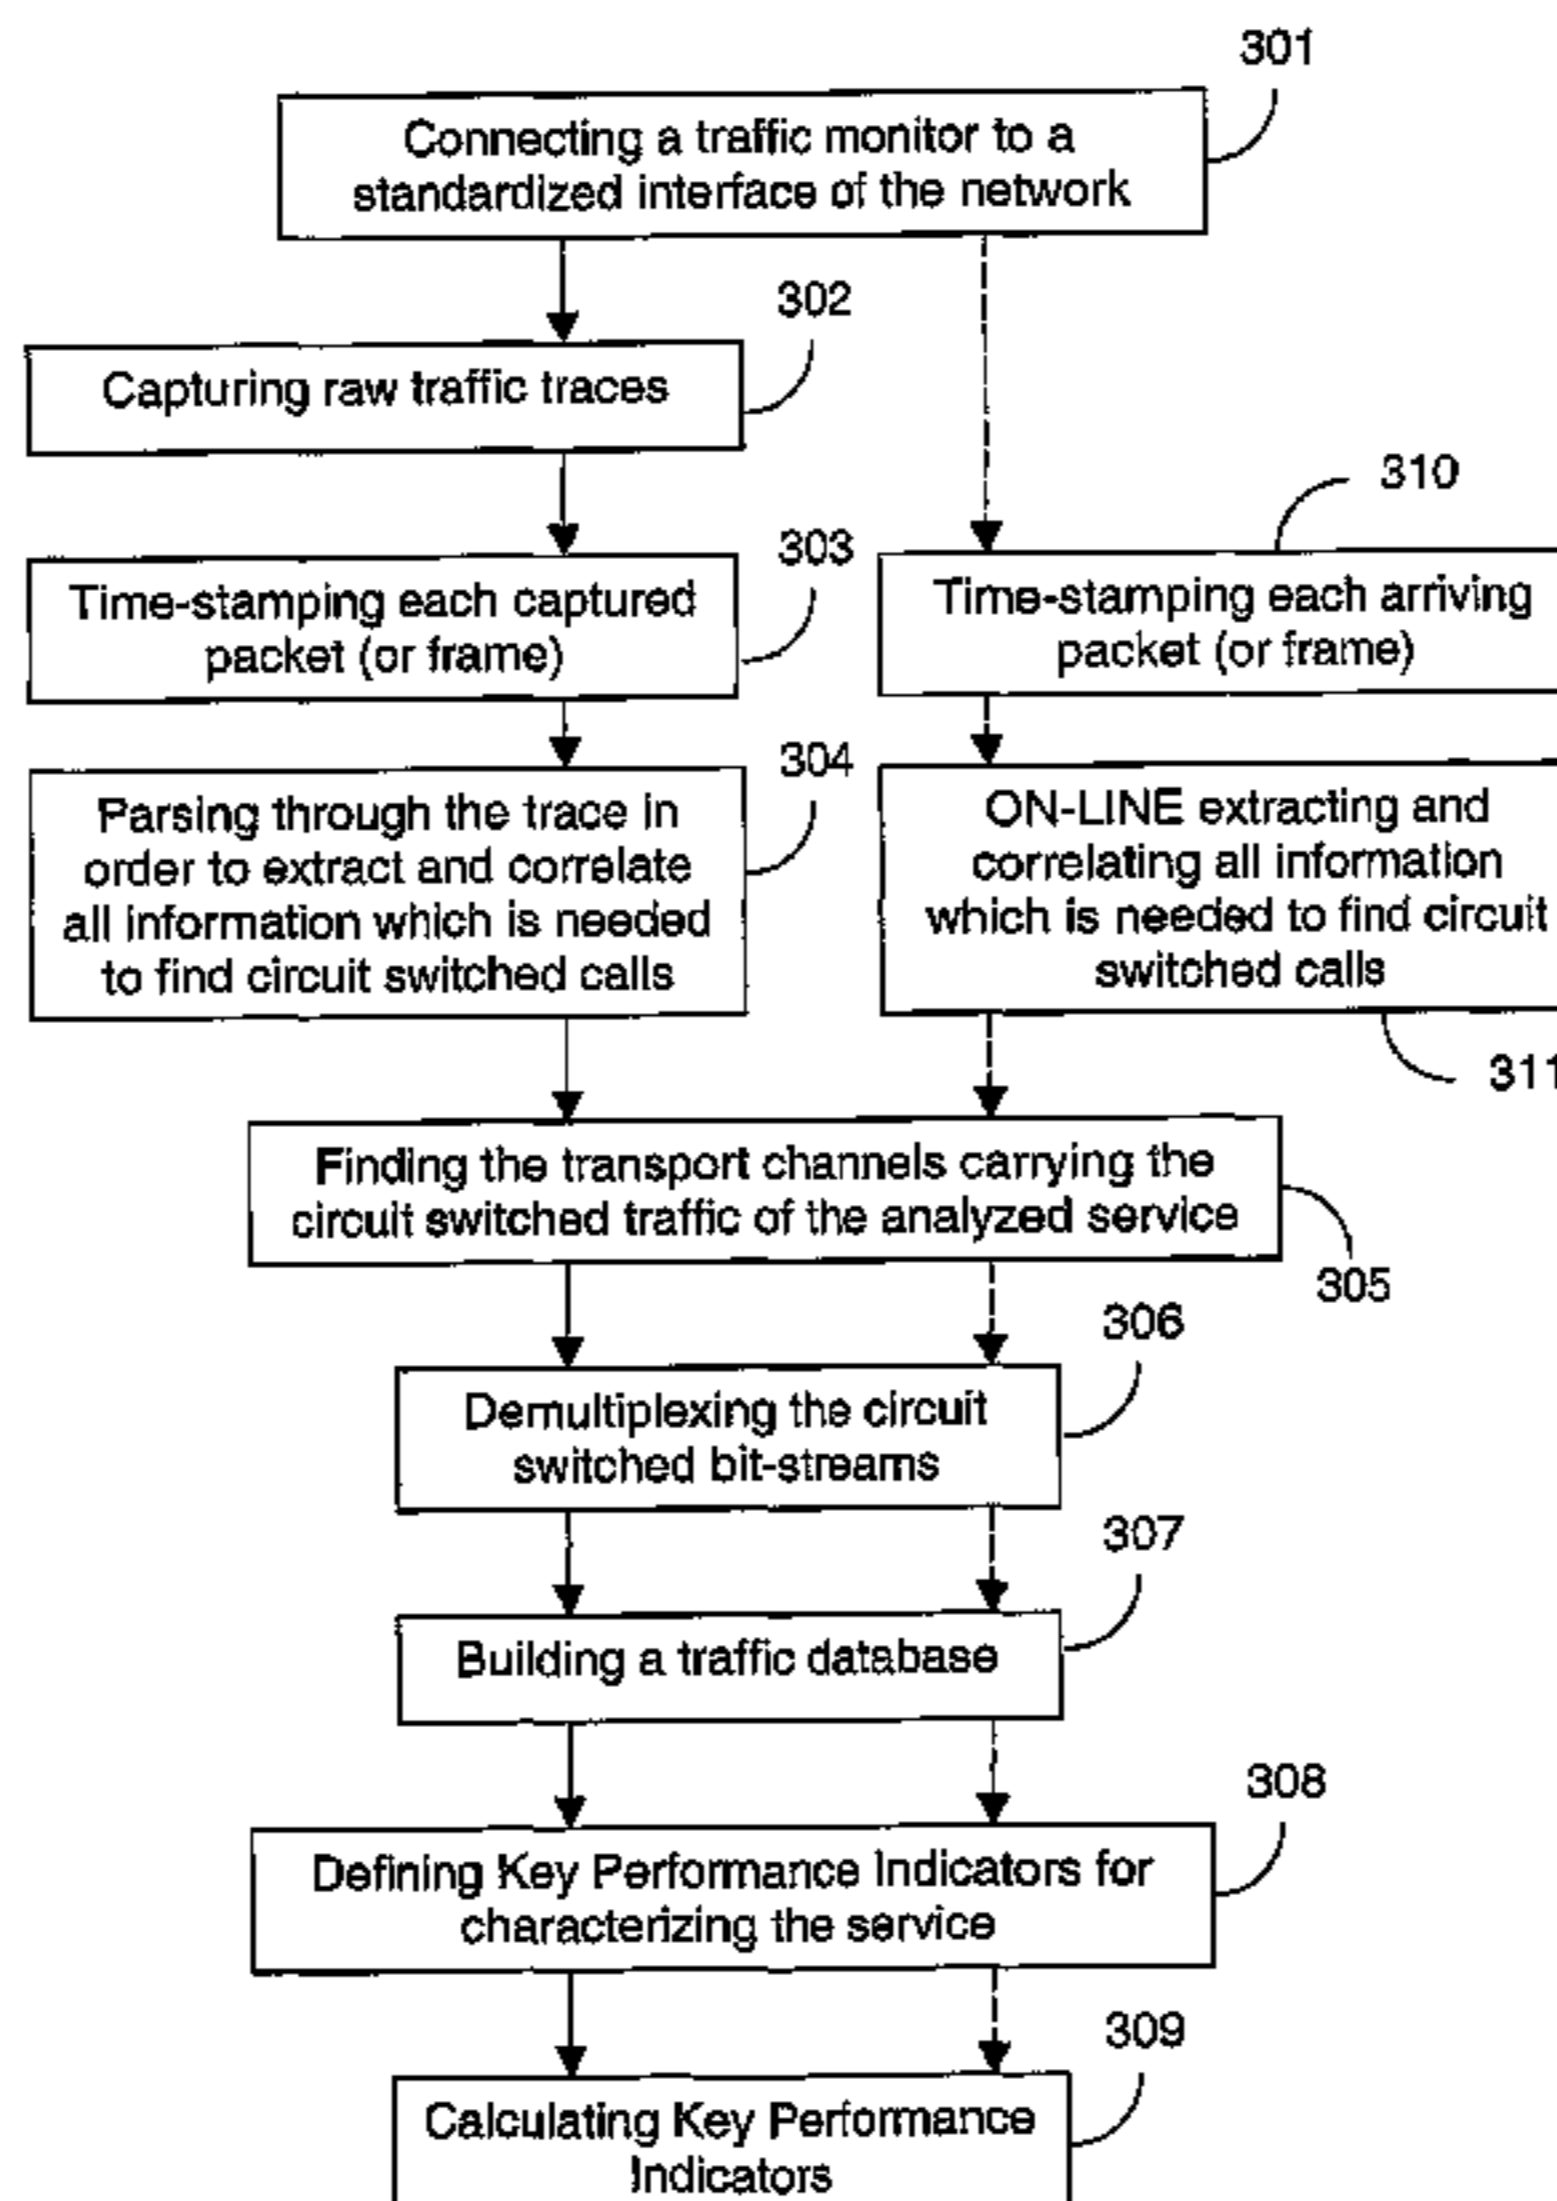 301
Connecting a traffic monitor to a
standardized interface of the network
302
Capturing raw traffic traces
310
303
Time-stamping each captured
packet (or frame)
Time-stamping each arriving
packet (or frame)
304
Parsing through the trace in
order to extract and correlate
all information which is needed
to find circuit switched calls
ON-LINE extracting and
correlating all information
which is needed to find circuit
switched calls
311
Finding the transport channels carrying the
circuit switched traffic of the analyzed service
305
306
Demultiplexing the circuit
switched bit-streams
307
Building a traffic database
308
Defining Key Performance Indicators for
characterizing the service
309
Calculating Key Performance
Indicators